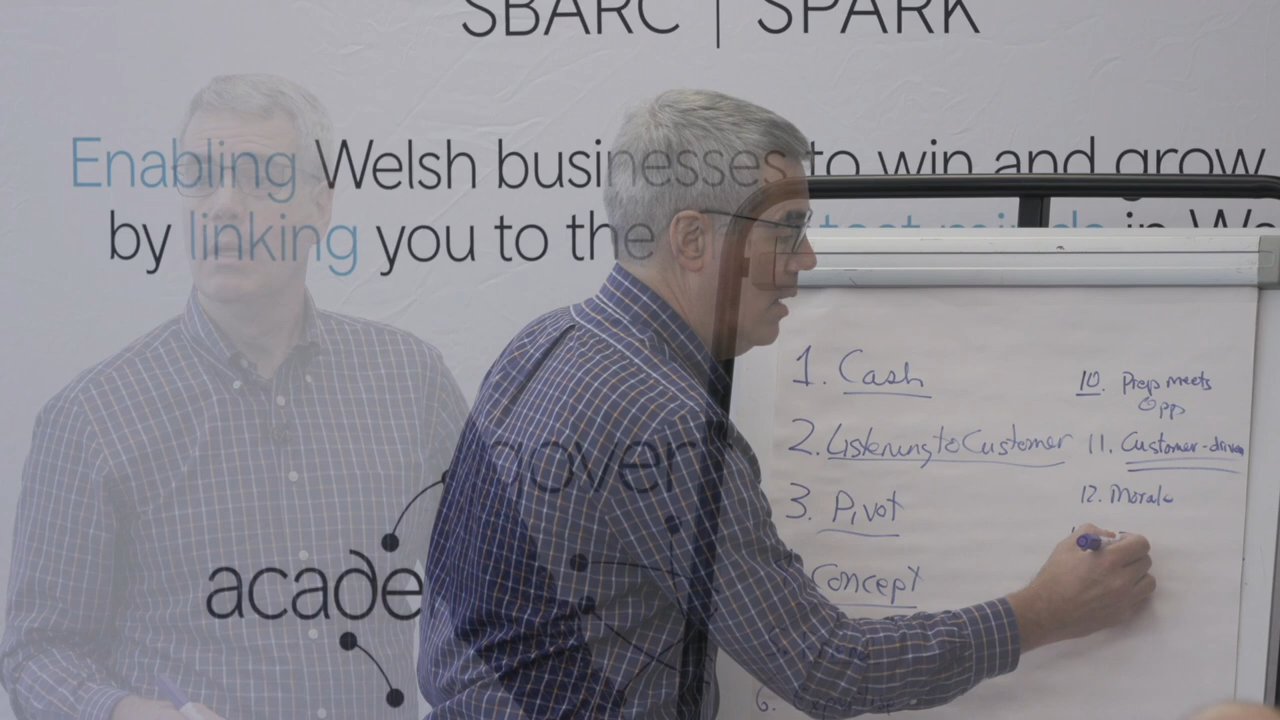 SBARC | SPARK
Enabling Welsh businesses to win and grow
by linking you to the
acade
1. Cash
2. Listening to Customer
3. Pivot
Concept
6.
10. Prep meets
Opp
11. Customer-driven
12. Morale